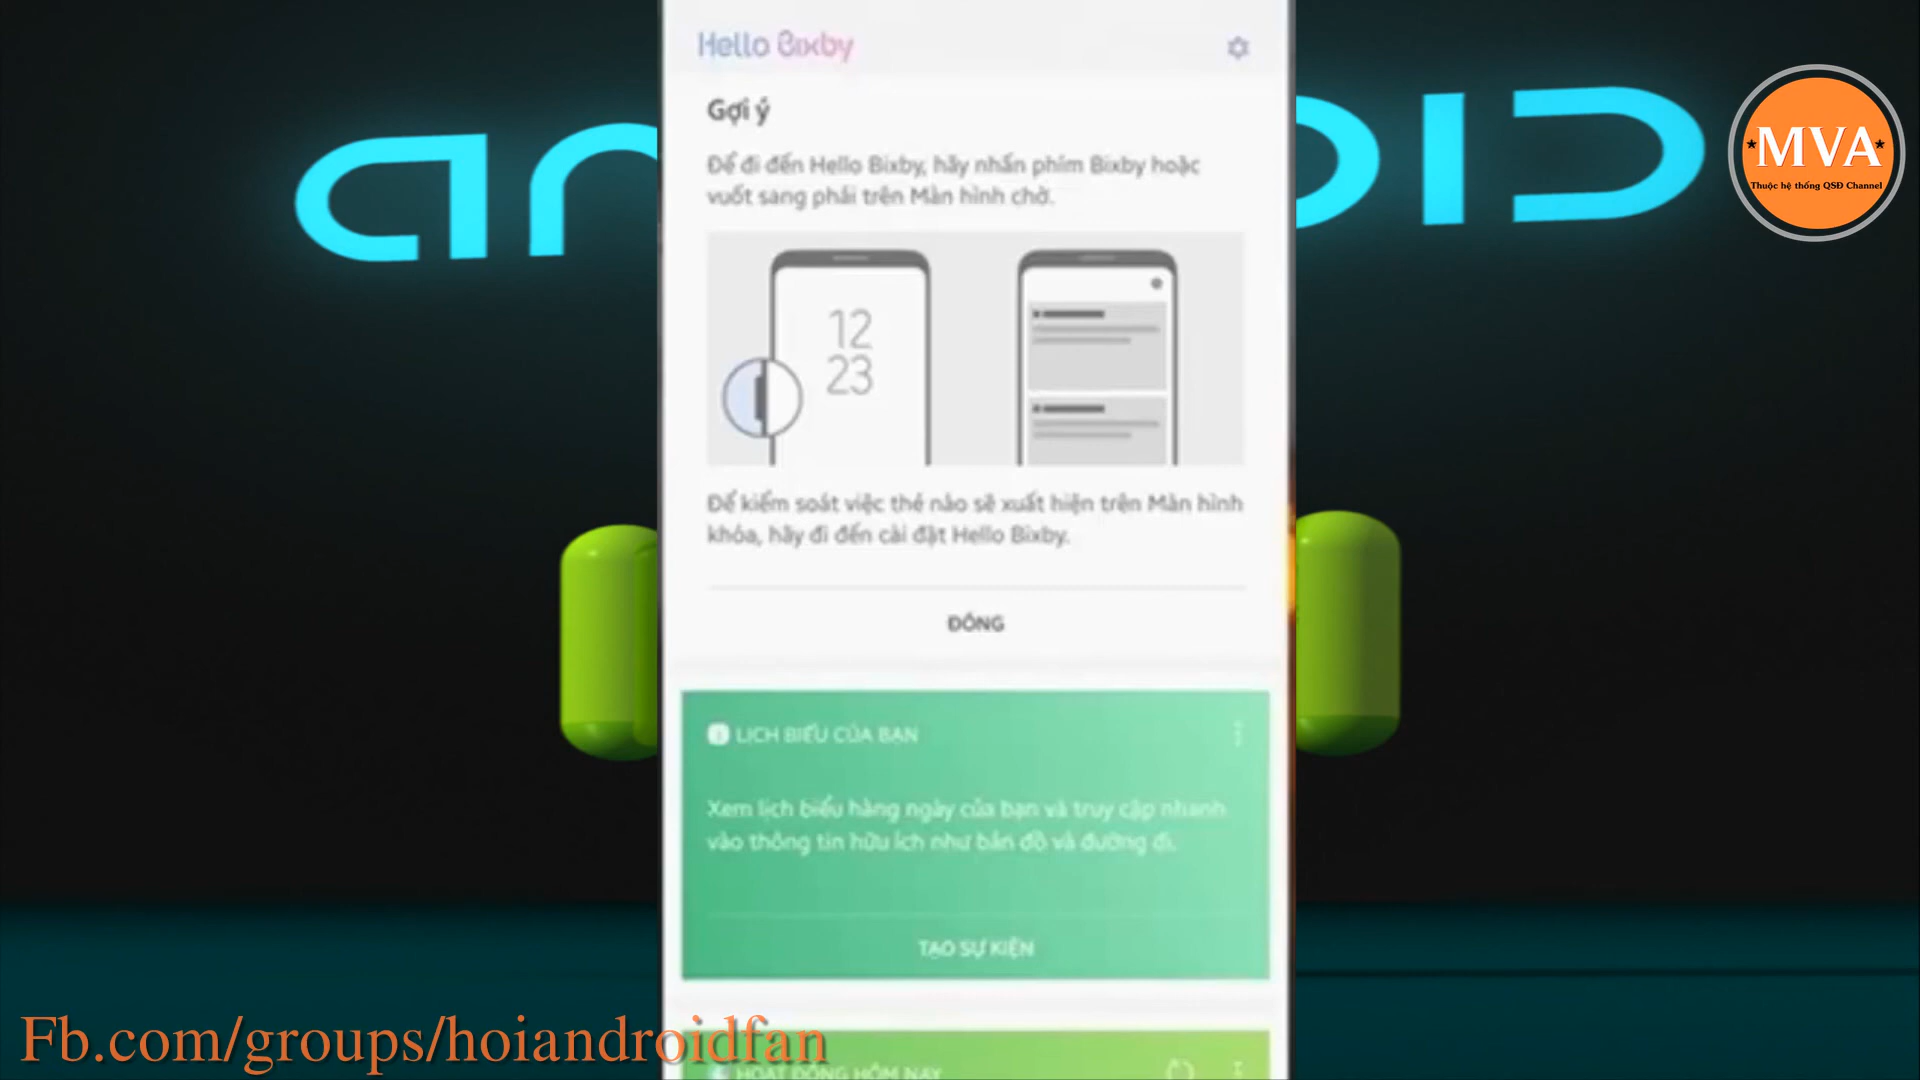 ANDROID
Hello Bixby
Gợi ý
Để đi đến Hello Bixby, hãy nhấn phím Bixby hoặc
vuốt sang phải trên Màn hình chờ.
12
23
Để kiểm soát việc thẻ nào sẽ xuất hiện trên Màn hình
khóa, hãy đi đến cài đặt Hello Bixby.
ĐÓNG
LỊCH BIỂU CỦA BẠN
Xem lịch biểu hàng ngày của bạn và truy cập nhanh
vào thông tin hữu ích như bản đồ và đường đi.
TẠO SỰ KIỆN
HOẠT ĐỘNG HÔM NAY
MVA
Thuộc hệ thống QSĐ Channel
Fb.com/groups/hoiandroidfan